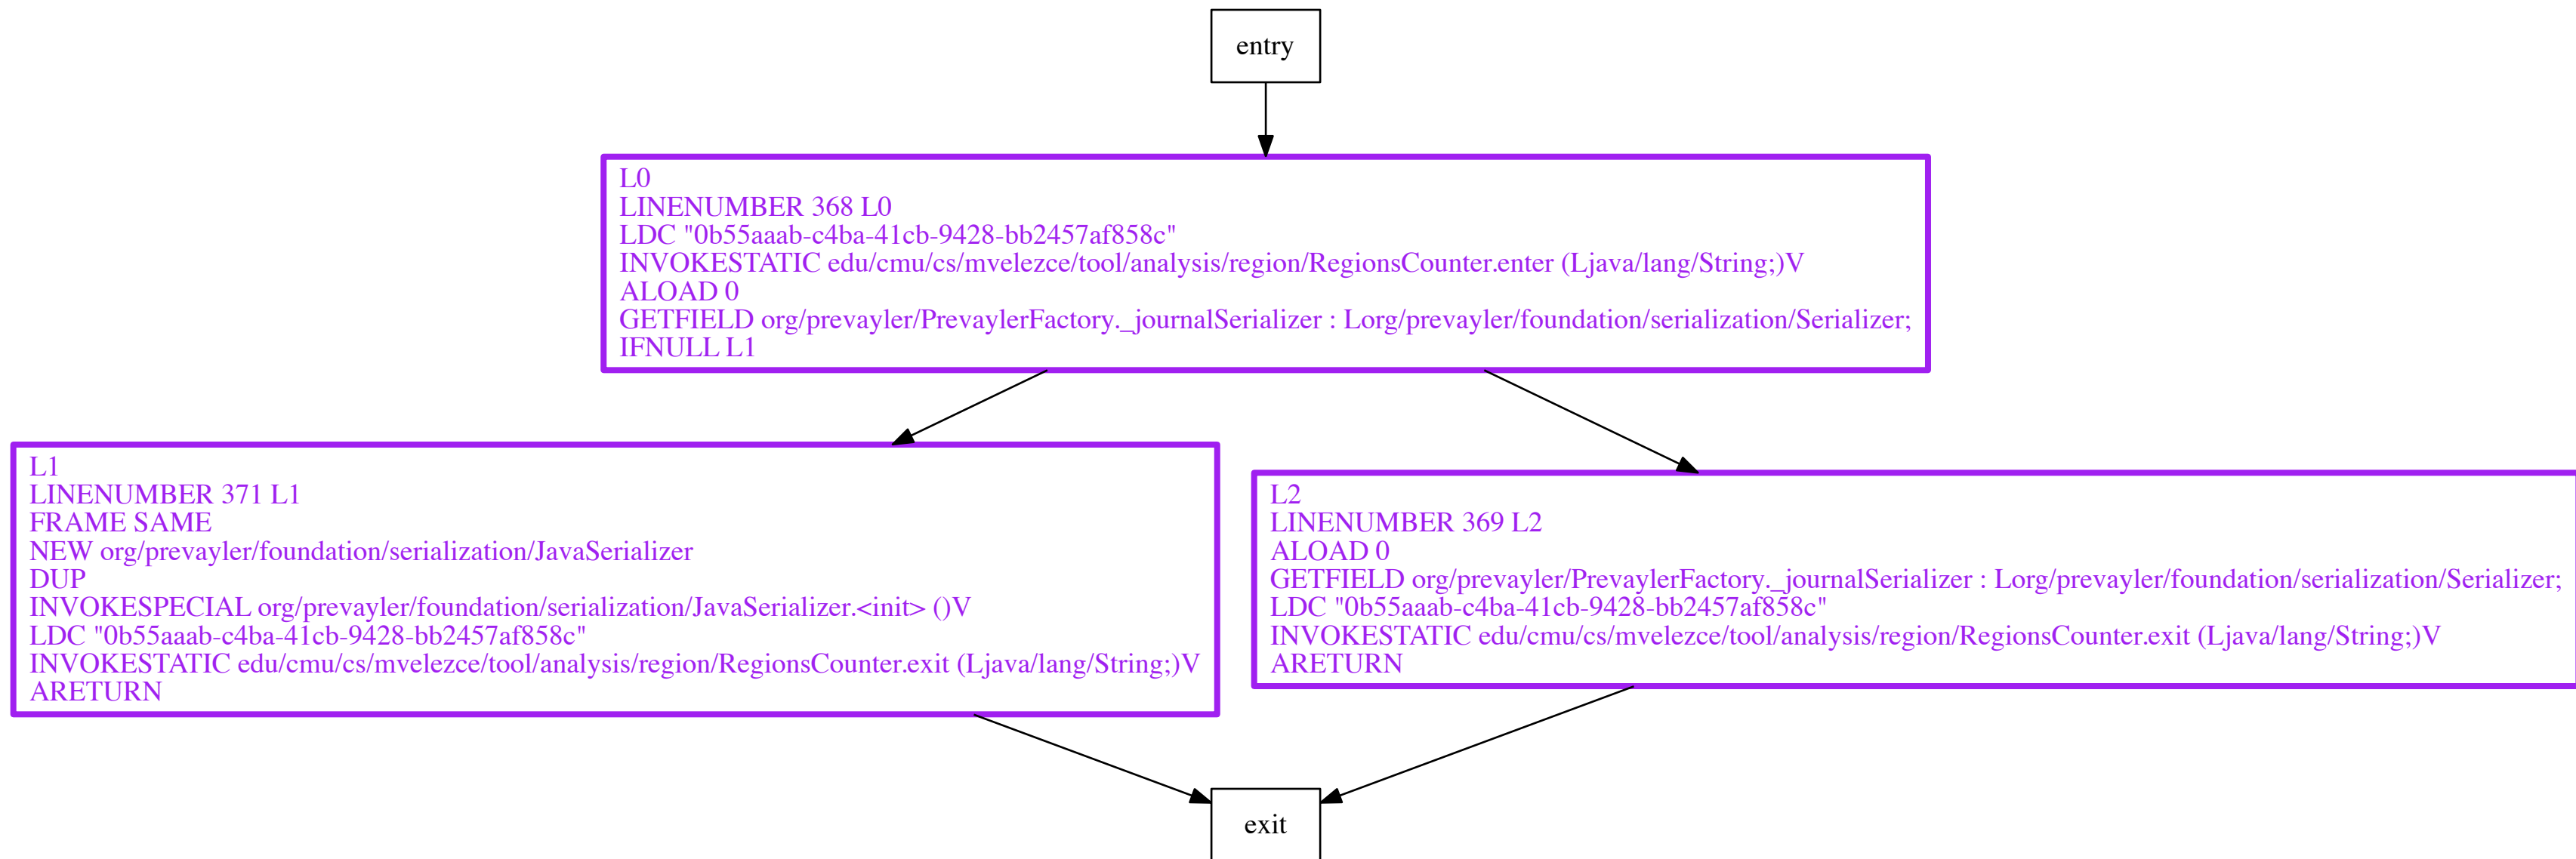 entry
L0
LINENUMBER 368 L0
LDC "0b55aaab-c4ba-41cb-9428-bb2457af858c"
INVOKESTATIC edu/cmu/cs/mvelezce/tool/analysis/region/RegionsCounter.enter (Ljava/lang/String;)V
ALOAD 0
GETFIELD org/prevayler/PrevaylerFactory._journalSerializer : Lorg/prevayler/foundation/serialization/Serializer;
IFNULL L1
L1
LINENUMBER 371 L1
FRAME SAME
NEW org/prevayler/foundation/serialization/JavaSerializer
DUP
INVOKESPECIAL org/prevayler/foundation/serialization/JavaSerializer.<init> ()V
LDC "0b55aaab-c4ba-41cb-9428-bb2457af858c"
INVOKESTATIC edu/cmu/cs/mvelezce/tool/analysis/region/RegionsCounter.exit (Ljava/lang/String;)V
ARETURN
L2
LINENUMBER 369 L2
ALOAD 0
GETFIELD org/prevayler/PrevaylerFactory._journalSerializer : Lorg/prevayler/foundation/serialization/Serializer;
LDC "0b55aaab-c4ba-41cb-9428-bb2457af858c"
INVOKESTATIC edu/cmu/cs/mvelezce/tool/analysis/region/RegionsCounter.exit (Ljava/lang/String;)V
ARETURN
exit